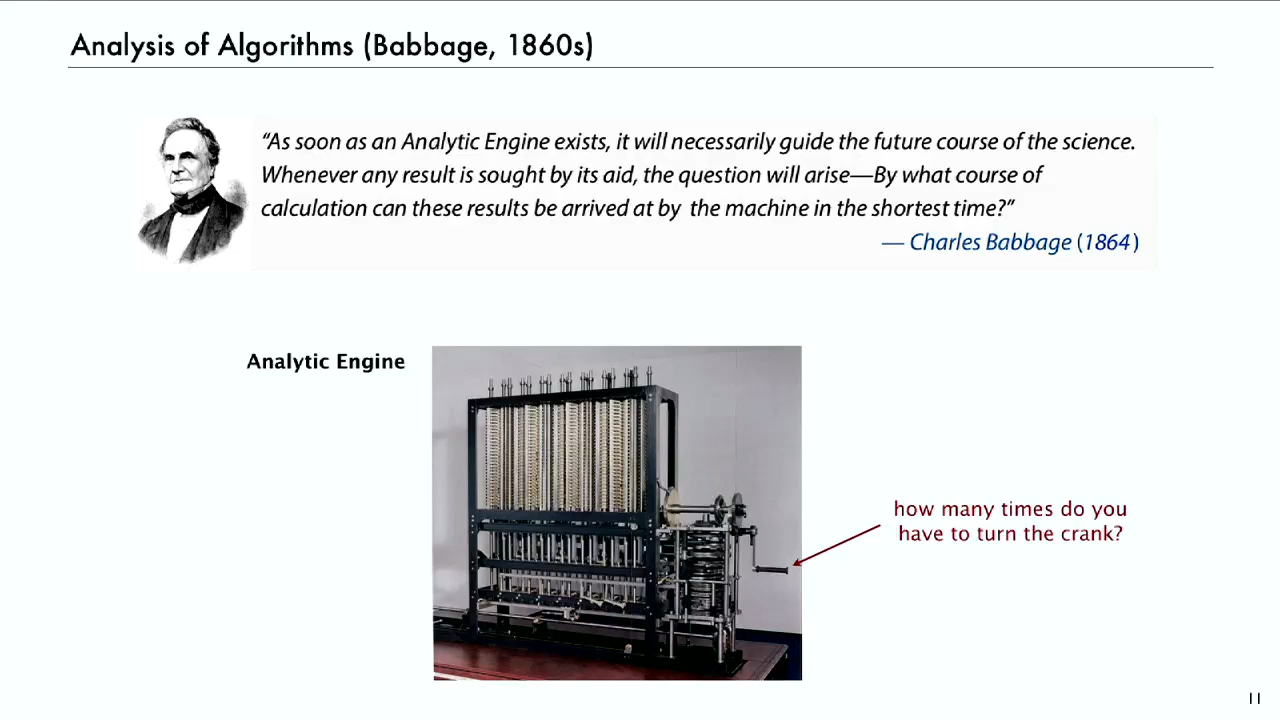 Analysis of Algorithms (Babbage, 1860s)
“As soon as an Analytic Engine exists, it will necessarily guide the future course of the science.
Whenever any result is sought by its aid, the question will arise—By what course of
calculation can these results be arrived at by the machine in the shortest time?”
— Charles Babbage (1864)
Analytic Engine
how many times do you
have to turn the crank?
11